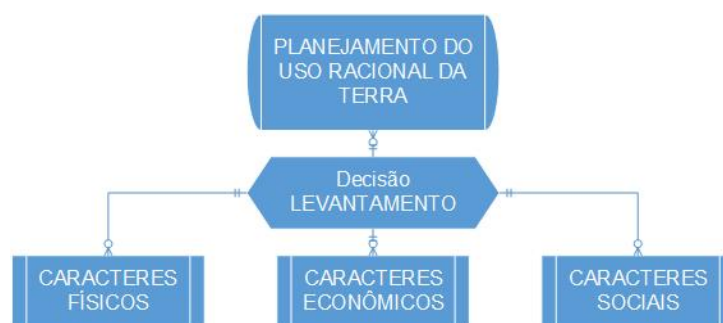 PLANEJAMENTO DO
USO RACIONAL DA
TERRA
Decisão
LEVANTAMENTO
CARACTERES
FÍSICOS
CARACTERES
ECONÔMICOS
CARACTERES
SOCIAIS